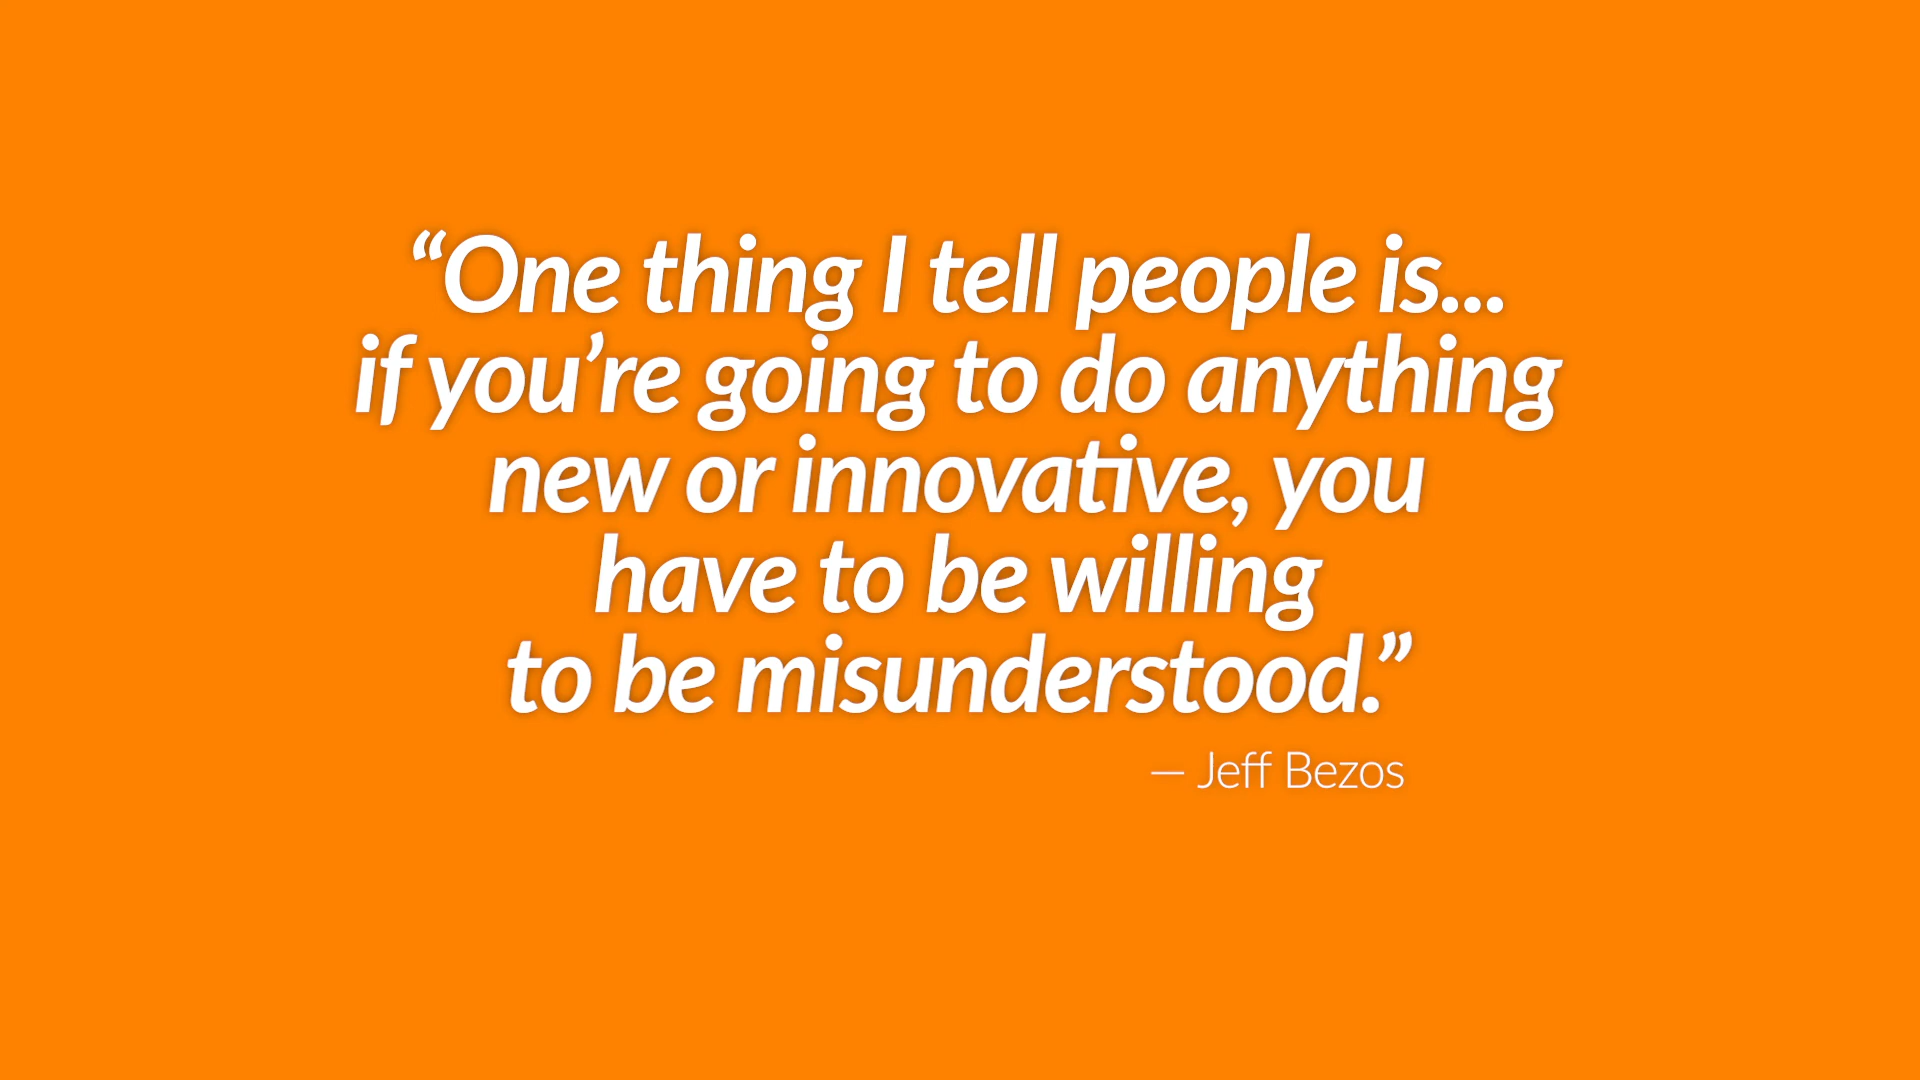 “One thing I tell people is...
if you’re going to do anything
new or innovative, you
have to be willing
to be misunderstood.”
— Jeff Bezos